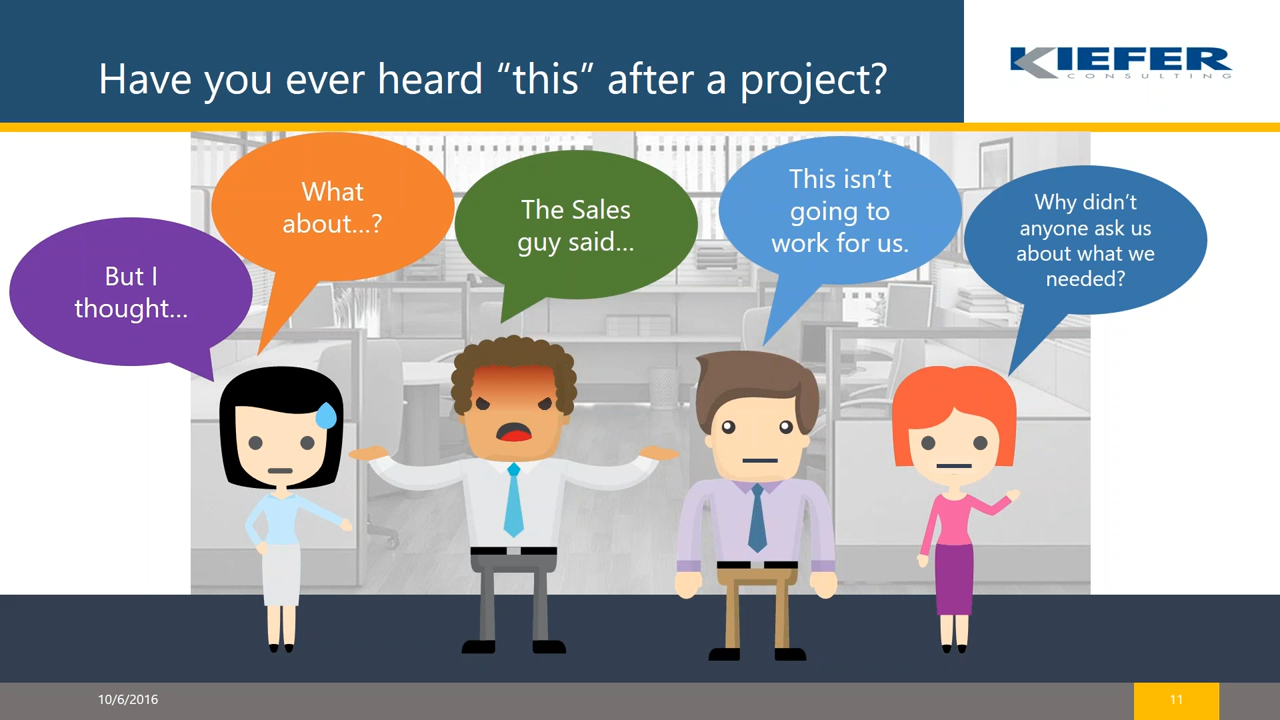 Have you ever heard “this” after a project?
KIEFER
CONSULTING
But I
thought…
What
about…?
The Sales
guy said…
This isn’t
going to
work for us.
Why didn’t
anyone ask us
about what we
needed?
10/6/2016
11